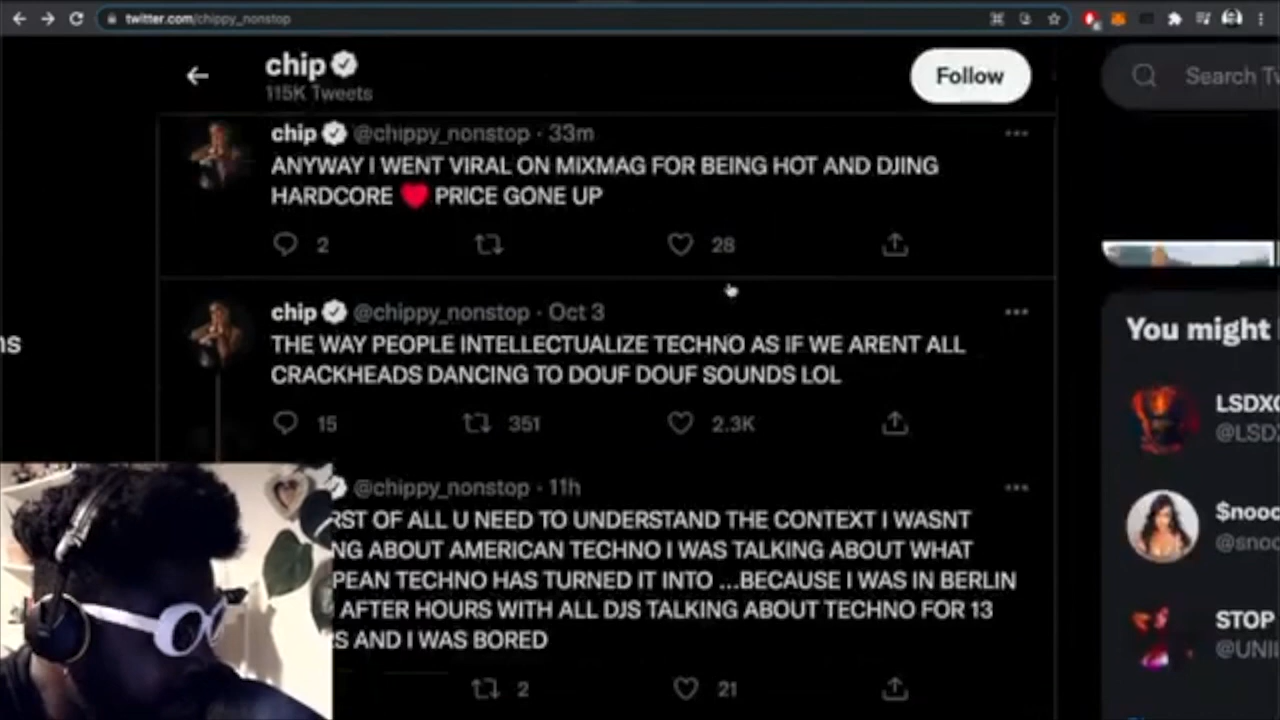 twitter.com/chippy_nonstop
chip
115K Tweets
Follow
Search
chip @chippy_nonstop · 33m
ANYWAY I WENT VIRAL ON MIXMAG FOR BEING HOT AND DJING
HARDCORE ❤️ PRICE GONE UP
2
28
chip @chippy_nonstop · Oct 3
THE WAY PEOPLE INTELLECTUALIZE TECHNO AS IF WE ARENT ALL
CRACKHEADS DANCING TO DOUF DOUF SOUNDS LOL
15 351 2.3K
@chippy_nonstop · 11h
RST OF ALL U NEED TO UNDERSTAND THE CONTEXT I WASNT
NG ABOUT AMERICAN TECHNO I WAS TALKING ABOUT WHAT
PEAN TECHNO HAS TURNED IT INTO ...BECAUSE I WAS IN BERLIN
AFTER HOURS WITH ALL DJS TALKING ABOUT TECHNO FOR 13
S AND I WAS BORED
2 21
ns
You might
LSDXO
@LSD
$nooc
@snoo
STOP
@UNI